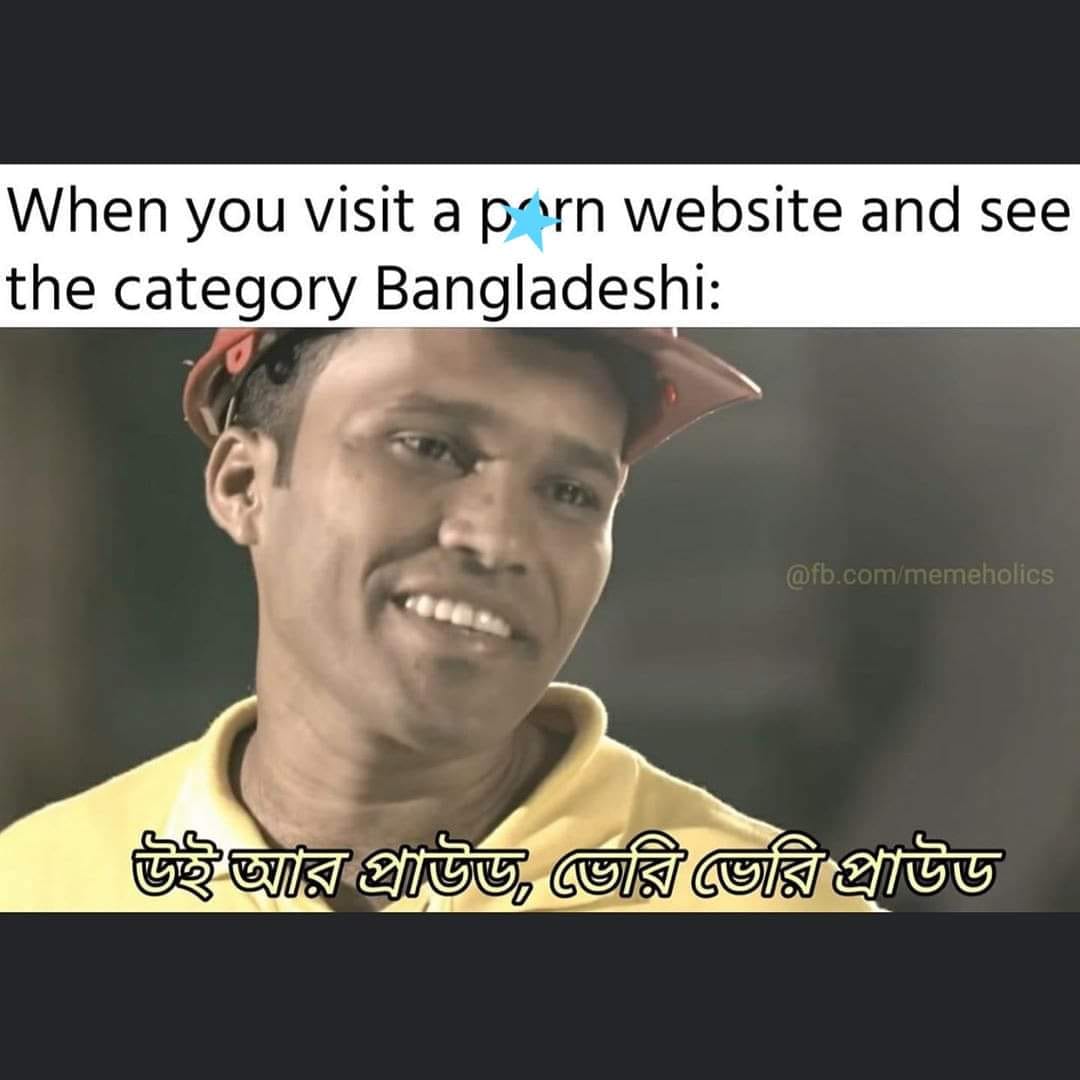 When you visit a p rn website and see
the category Bangladeshi:
@fb.com/memeholics
উই আর প্রাউড, ভেরি ভেরি প্রাউড